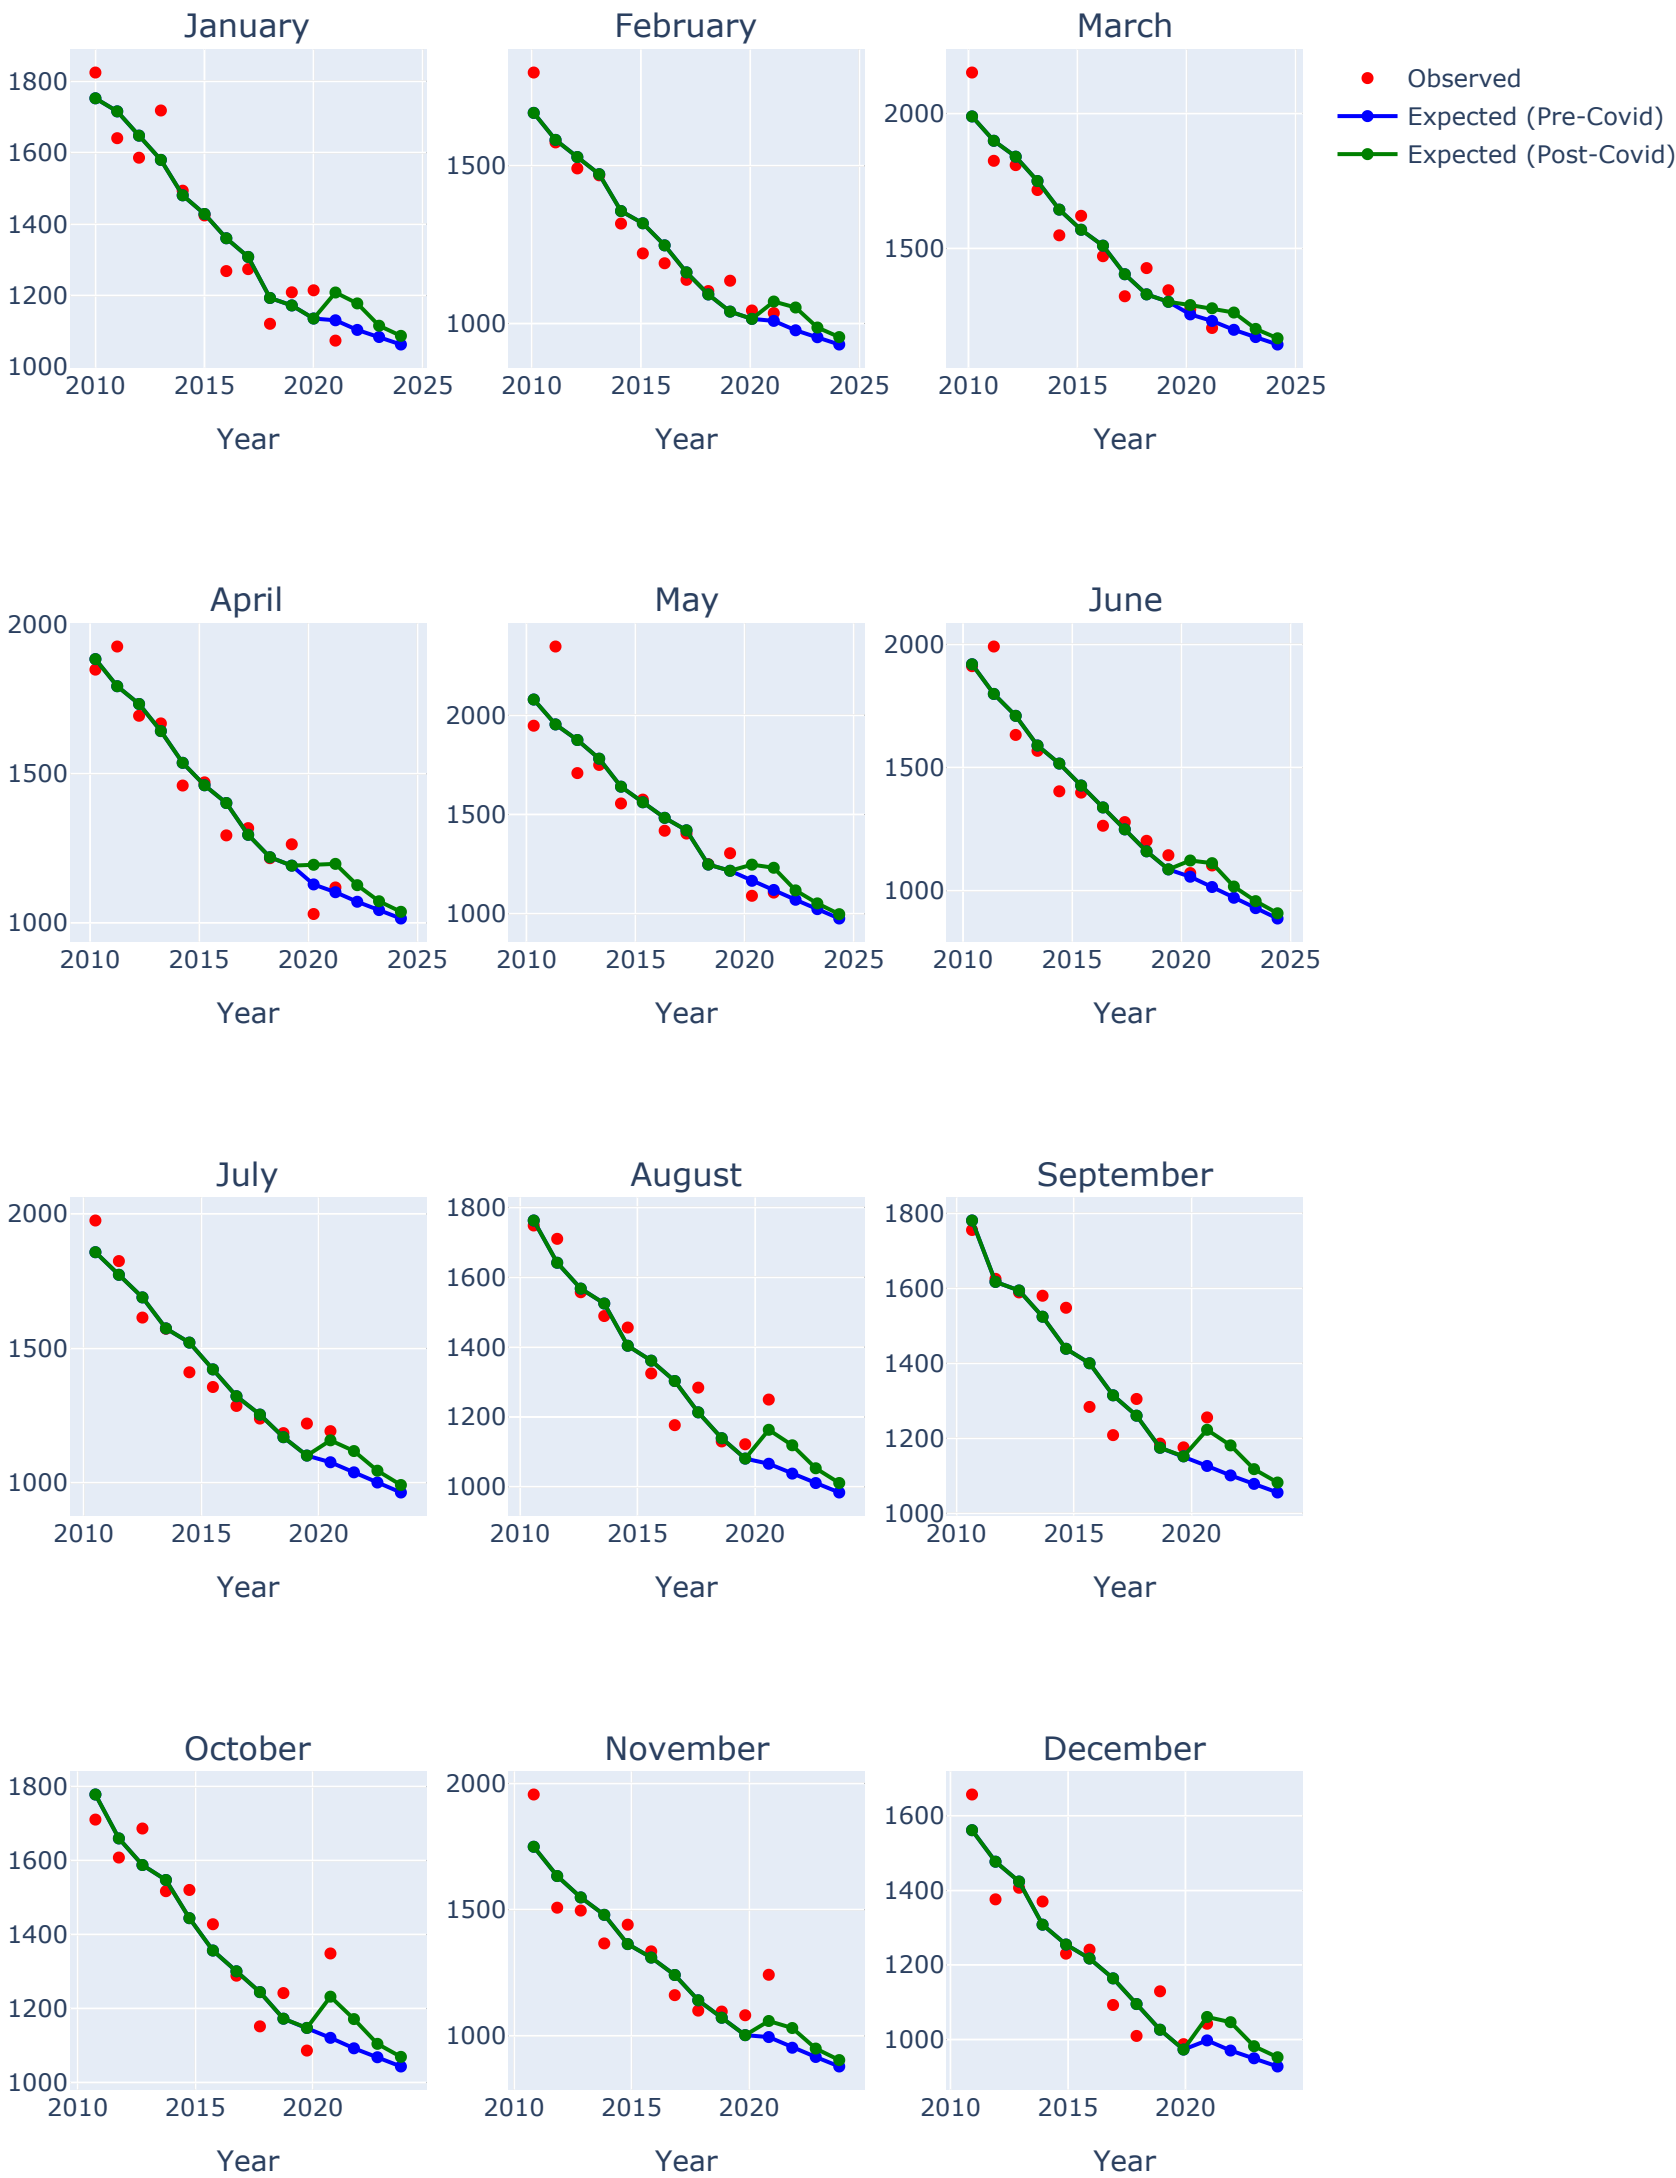 January
February
March
1800
1600
1400
1200
1000
1500
1000
2000
1500
Observed
Expected (Pre-Covid)
Expected (Post-Covid)
2010 2015 2020 2025
2010 2015 2020 2025
2010 2015 2020 2025
Year
Year
Year
April
May
June
2000
1500
1000
2000
1500
1000
2000
1500
1000
2010 2015 2020 2025
2010 2015 2020 2025
2010 2015 2020 2025
Year
Year
Year
July
August
September
2000
1500
1000
1800
1600
1400
1200
1000
1800
1600
1400
1200
1000
2010 2015 2020
2010 2015 2020
2010 2015 2020
Year
Year
Year
October
November
December
1800
1600
1400
1200
1000
2000
1500
1000
1600
1400
1200
1000
2010 2015 2020
2010 2015 2020
2010 2015 2020
Year
Year
Year